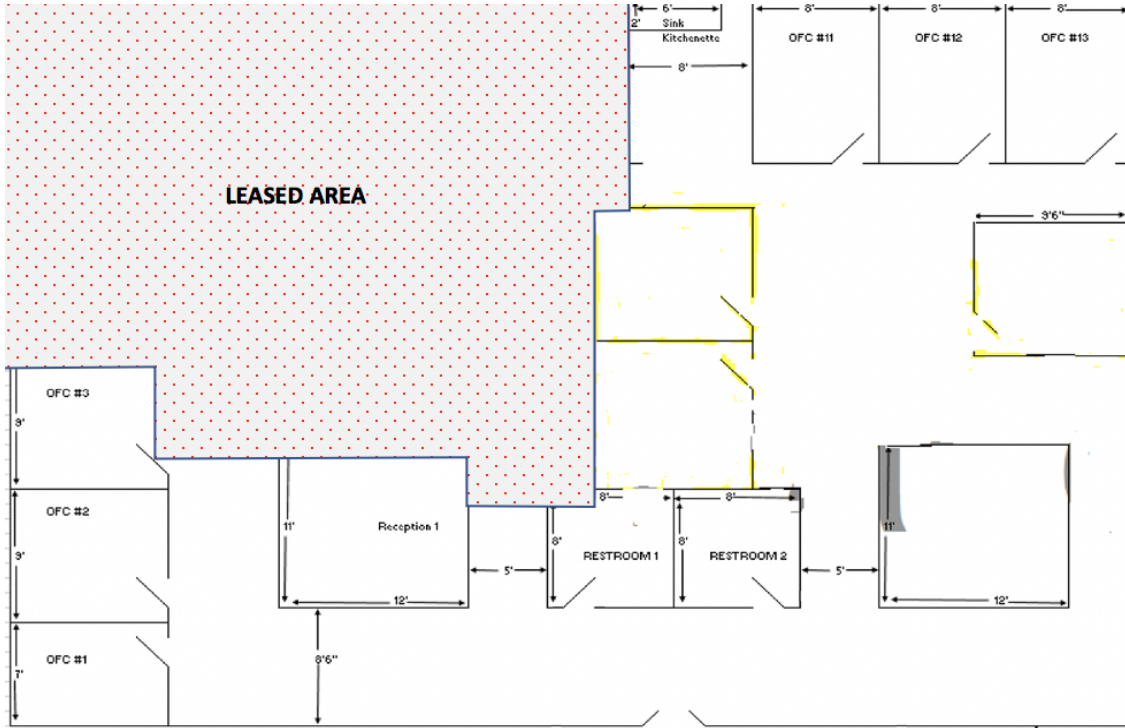 6'
8'
8'
8'
2'
Sink
Kitchenette
OFC #11
OFC #12
OFC #13
8'
LEASED AREA
9'6"
OFC #3
9'
8'
8'
OFC #2
11'
Reception 1
11'
9'
8'
RESTROOM 1
8'
RESTROOM 2
5'
5'
12'
12'
OFC #1
8'6"
7'